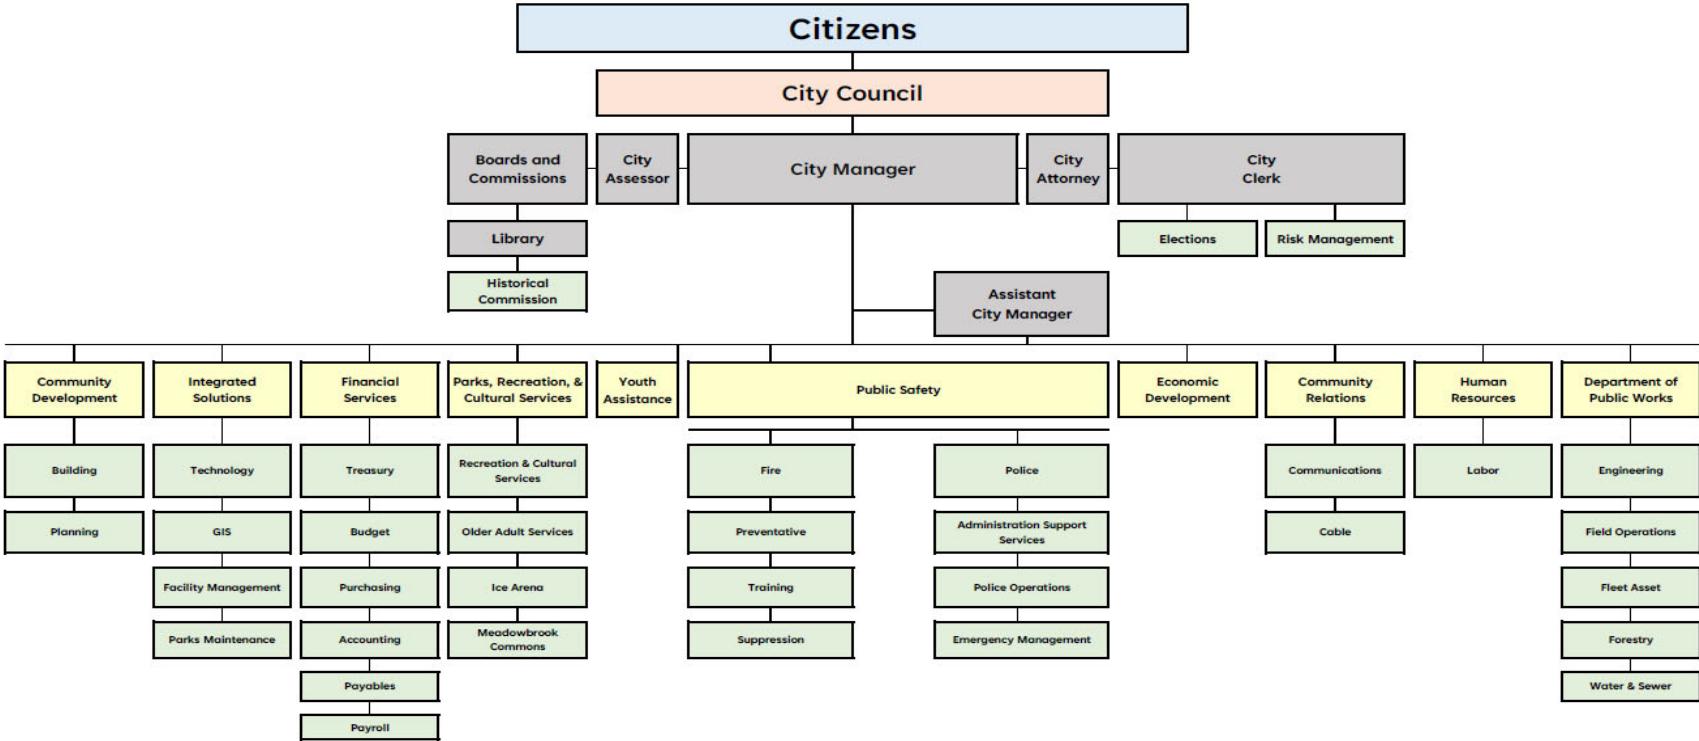 Citizens
City Council
Boards and
Commissions
City
Assessor
City Manager
City
Attorney
City
Clerk
Library
Elections
Risk Management
Historical
Commission
Assistant
City Manager
Community
Development
Integrated
Solutions
Financial
Services
Parks, Recreation, &
Cultural Services
Youth
Assistance
Public Safety
Economic
Development
Community
Relations
Human
Resources
Department of
Public Works
Building
Technology
Treasury
Recreation & Cultural
Services
Fire
Police
Communications
Labor
Engineering
Planning
GIS
Budget
Older Adult Services
Preventative
Administration Support
Services
Cable
Field Operations
Facility Management
Purchasing
Ice Arena
Training
Police Operations
Fleet Asset
Parks Maintenance
Accounting
Meadowbrook
Commons
Suppression
Emergency Management
Forestry
Payables
Water & Sewer
Payroll